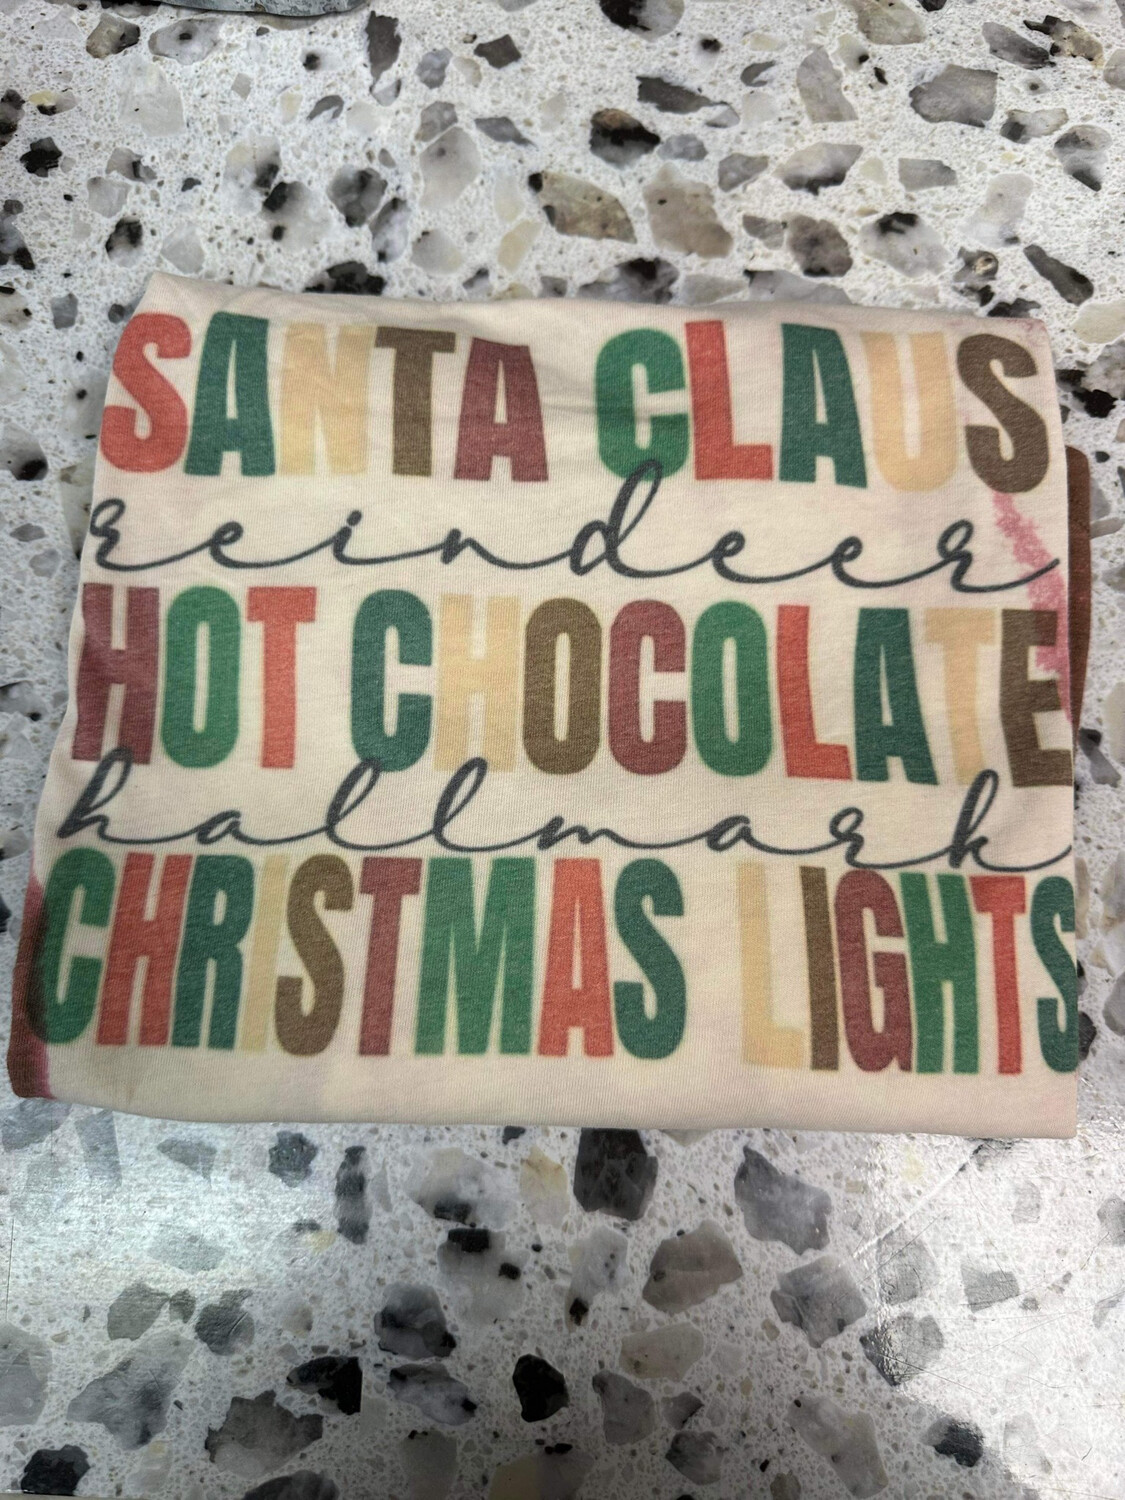 SANTA CLAUS
reindeer
HOT CHOCOLATE
hallmark
CHRISTMAS LIGHTS